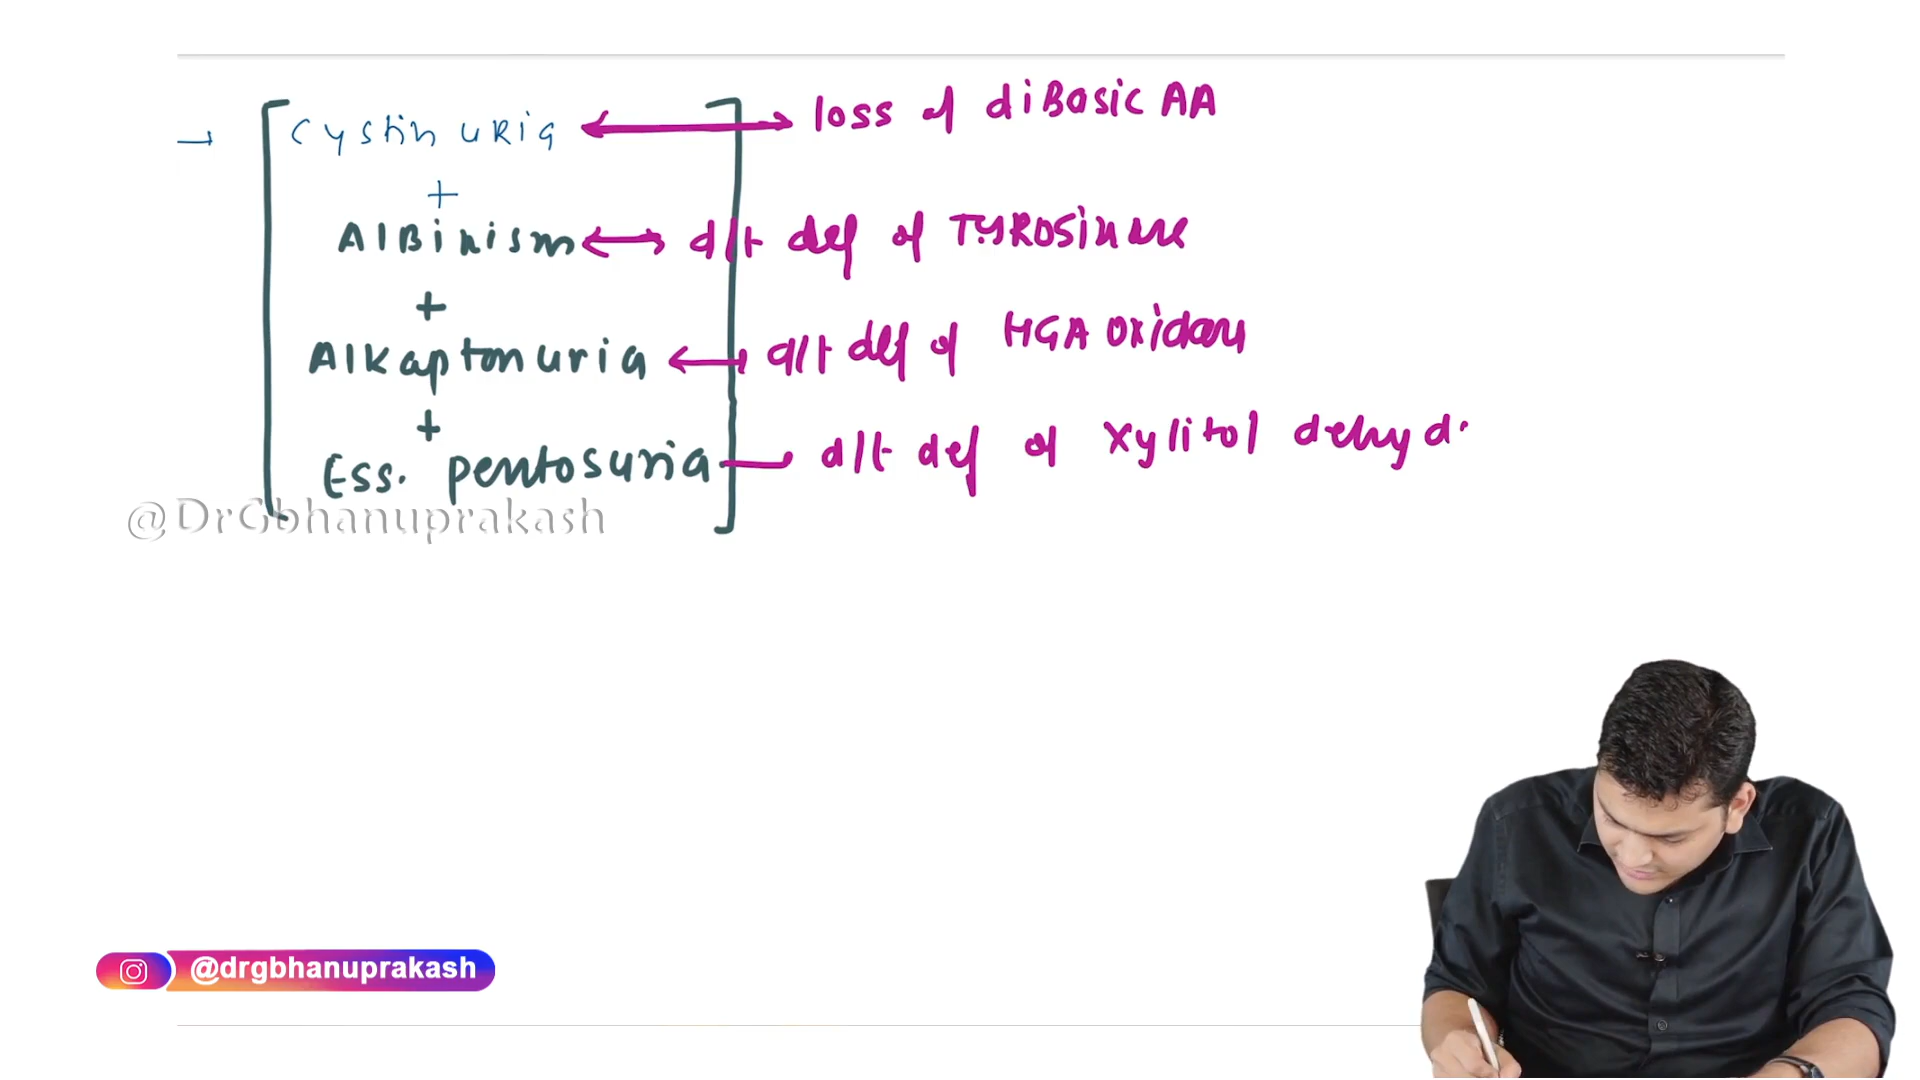 → Cystinuria ↔ loss of diBasic AA
+
AlBinism ↔ d/t def of TYROSinase
+
AlKaptonuria ↔ d/t def of HGA oxidase
+
Ess. pentosuria d/t def of xylitol dehyd.
@DrGbhanuprakash
@drgbhanuprakash